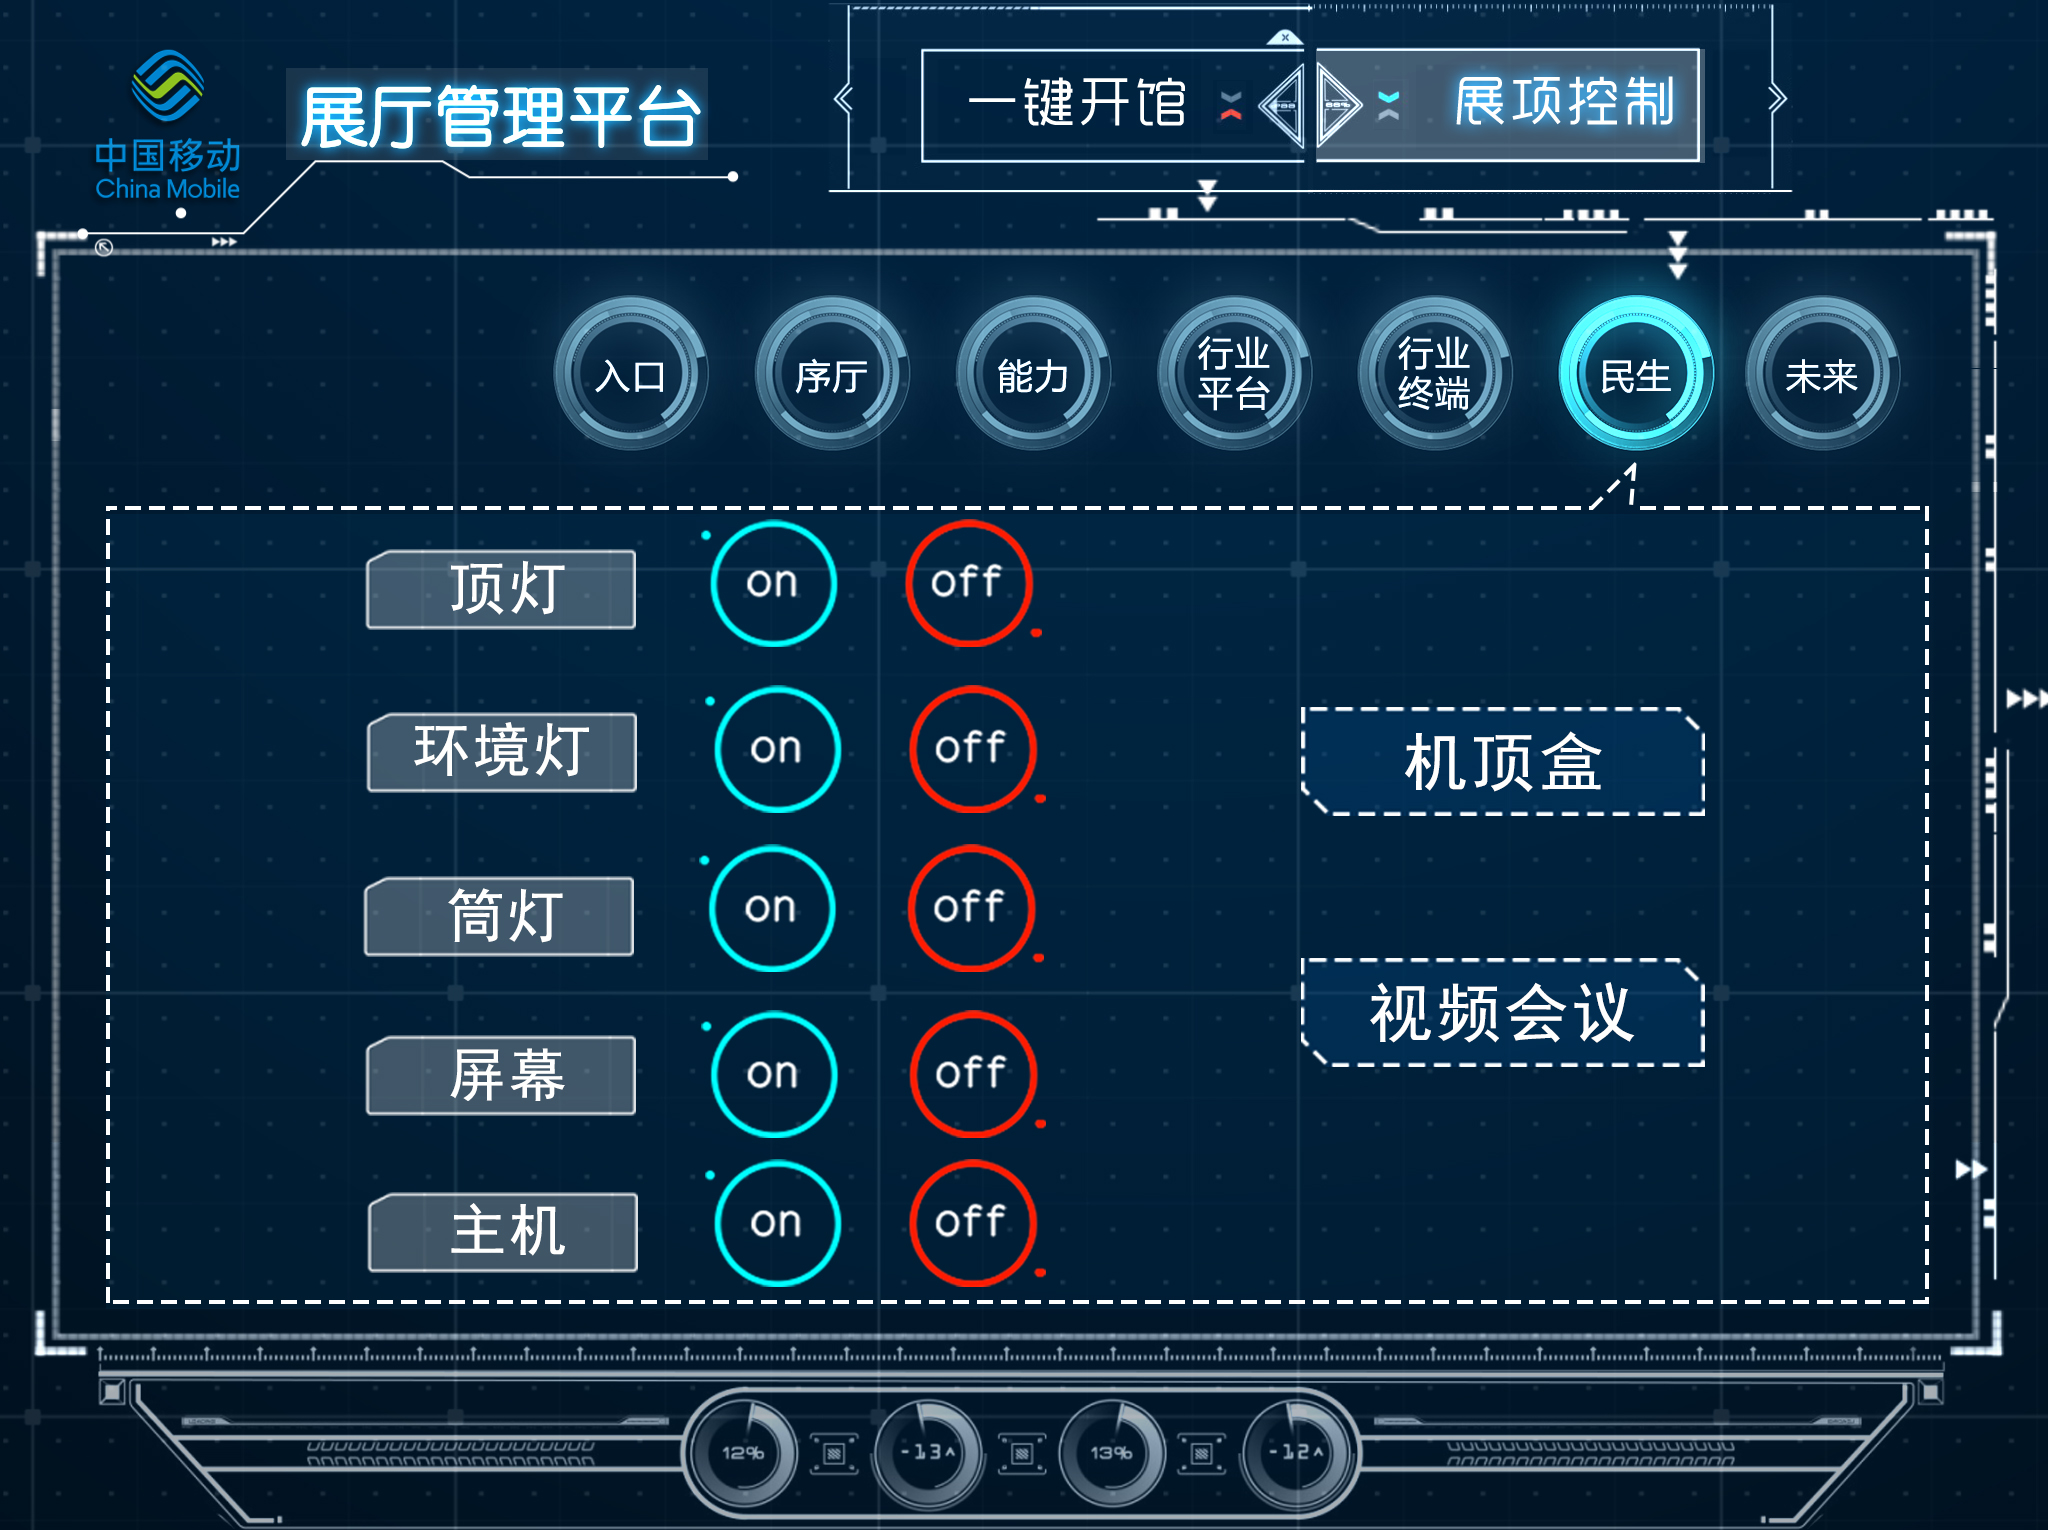 中国移动
China Mobile
展厅管理平台
一键开馆
展项控制
入口
序厅
能力
行业
平台
行业
终端
民生
未来
顶灯 on off
环境灯 on off
筒灯 on off
屏幕 on off
主机 on off
机顶盒
视频会议
12%
-13
13%
-12